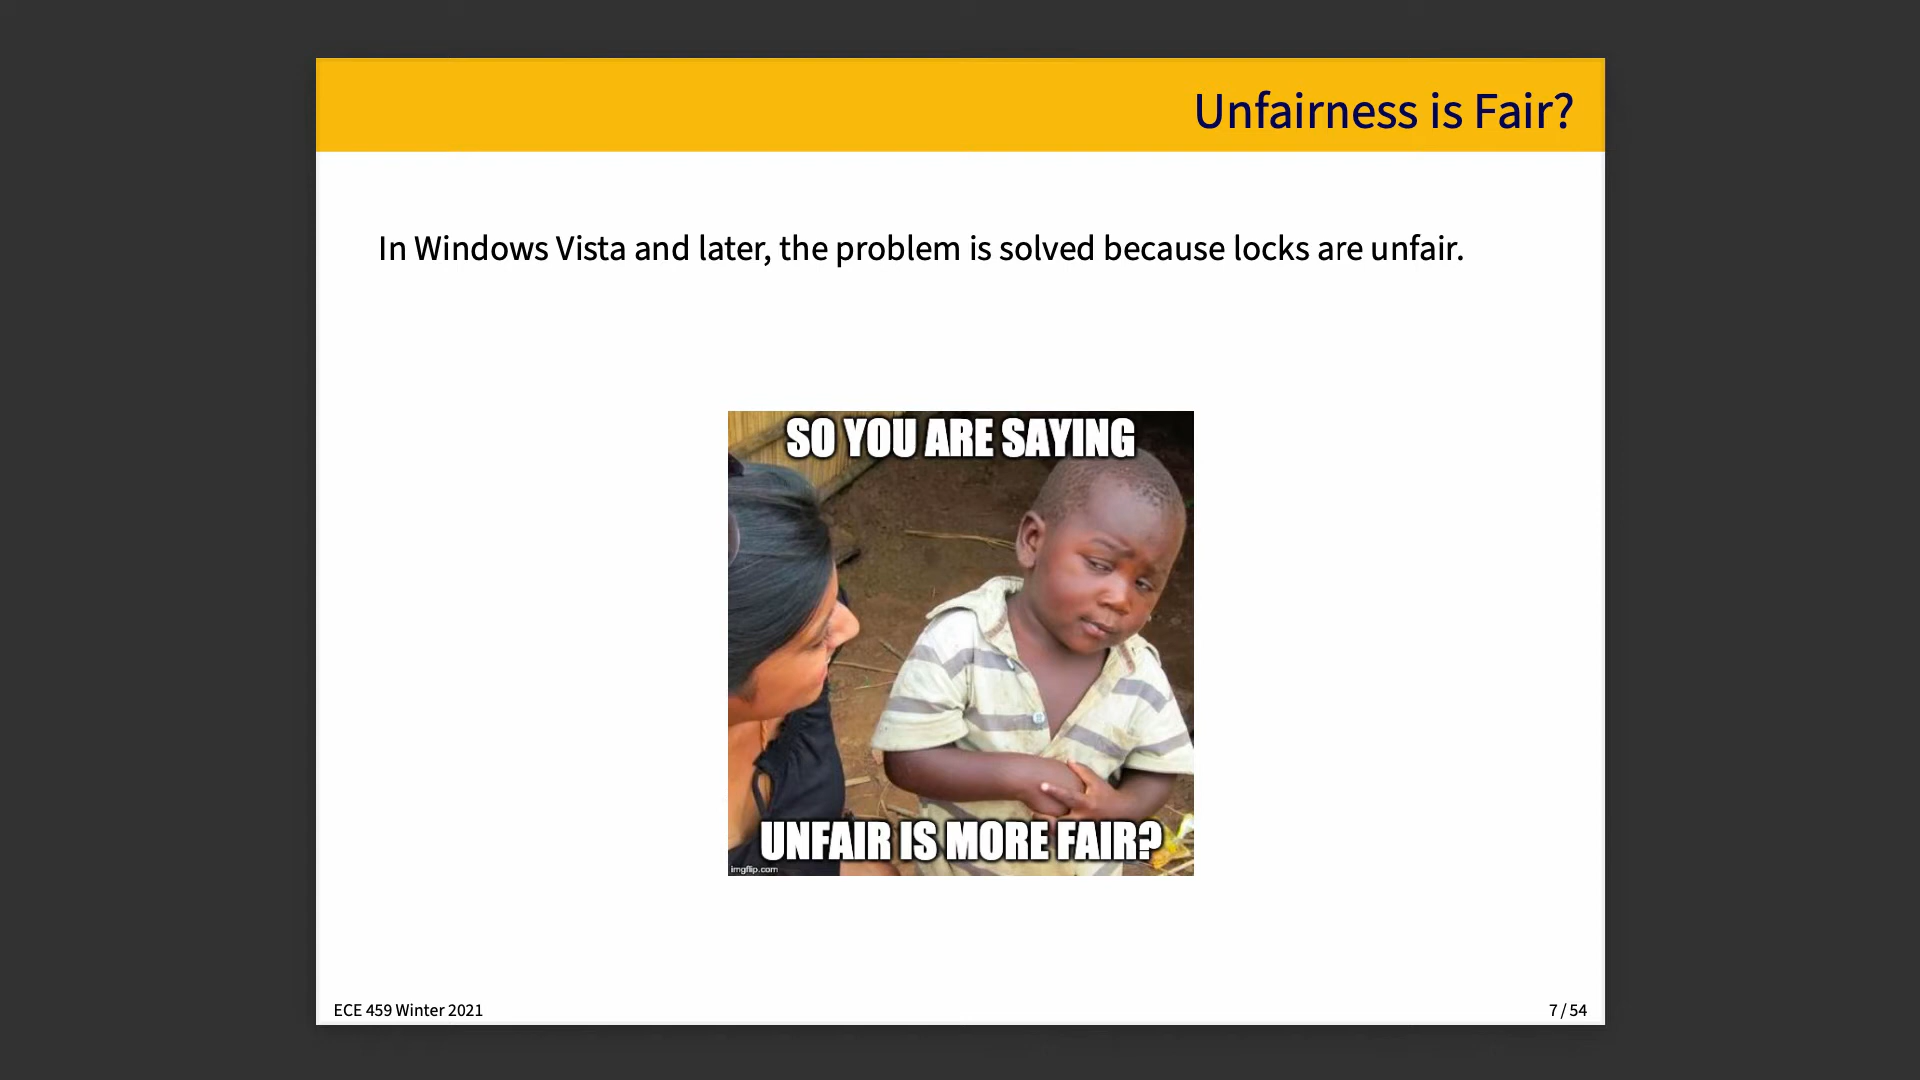 Unfairness is Fair?
In Windows Vista and later, the problem is solved because locks are unfair.
SO YOU ARE SAYING
UNFAIR IS MORE FAIR?
imgflip.com
ECE 459 Winter 2021
7 / 54